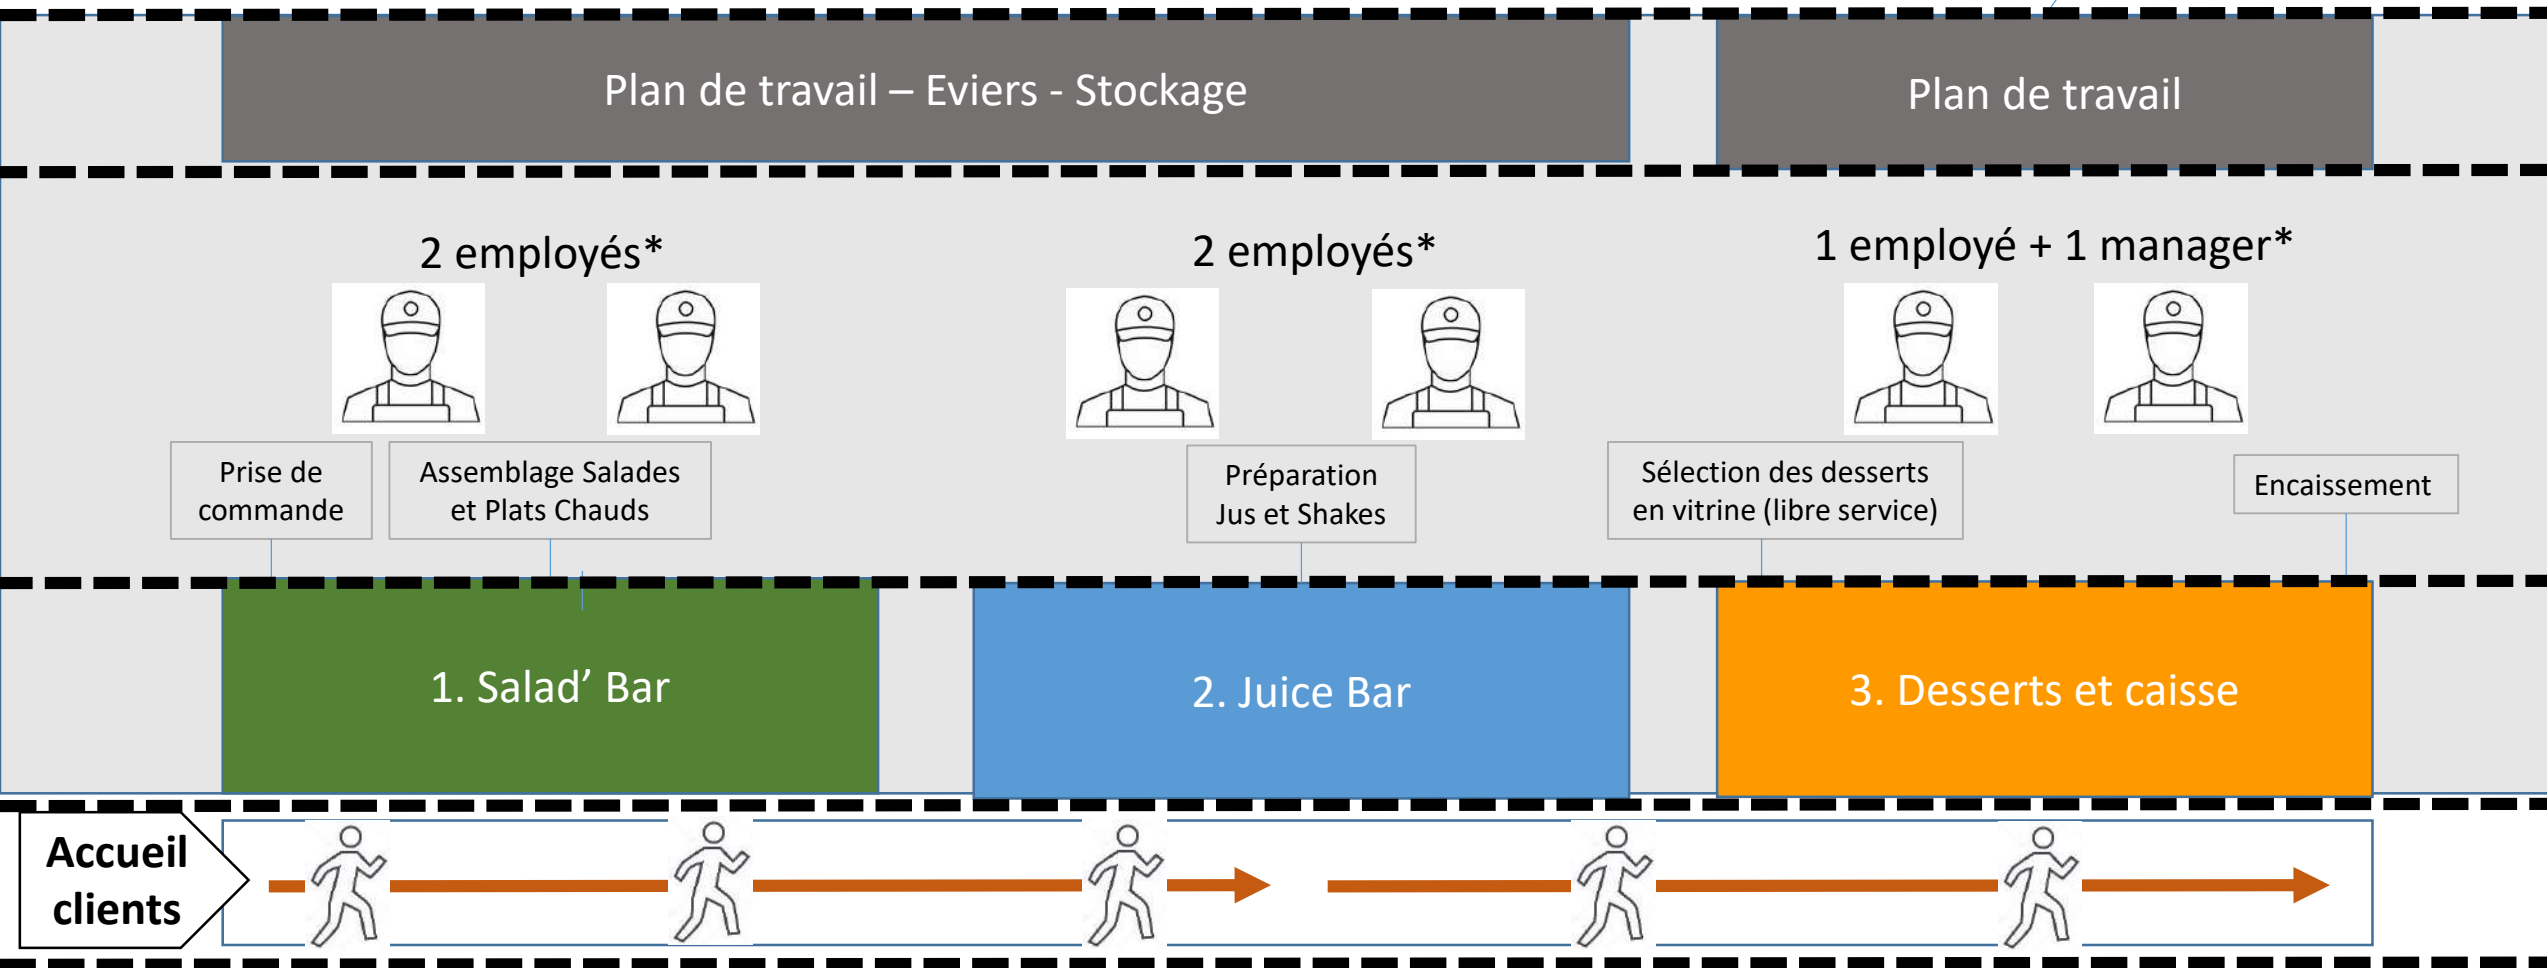 Plan de travail – Eviers - Stockage
Plan de travail
2 employés*
2 employés*
1 employé + 1 manager*
Prise de
commande
Assemblage Salades
et Plats Chauds
Préparation
Jus et Shakes
Sélection des desserts
en vitrine (libre service)
Encaissement
1. Salad’ Bar
2. Juice Bar
3. Desserts et caisse
Accueil
clients